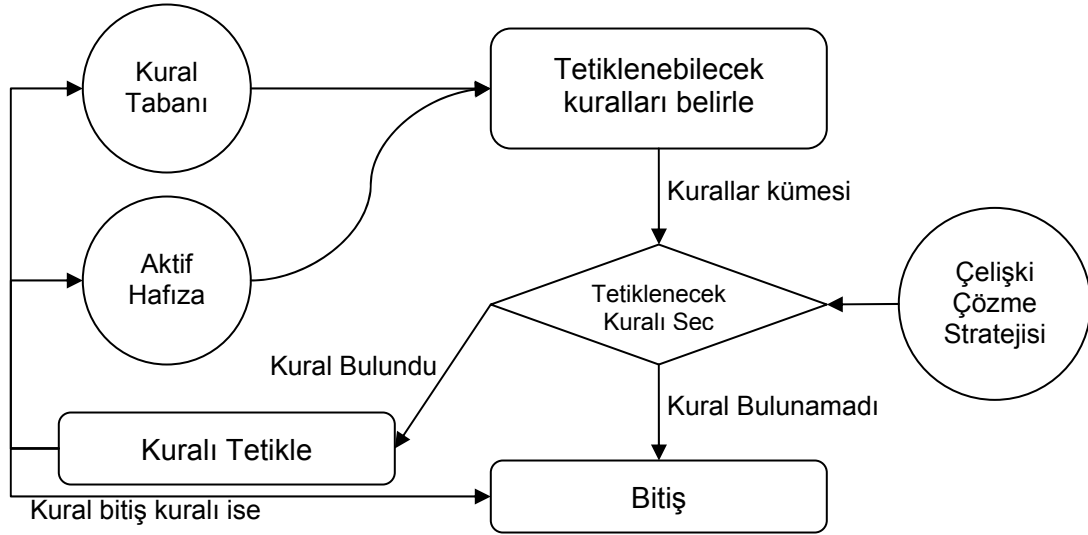 Kural
Tabanı
Tetiklenebilecek
kuralları belirle
Kurallar kümesi
Aktif
Hafıza
Tetiklenecek
Kuralı Sec
Çelişki
Çözme
Stratejisi
Kural Bulundu
Kural Bulunamadı
Kuralı Tetikle
Bitiş
Kural bitiş kuralı ise